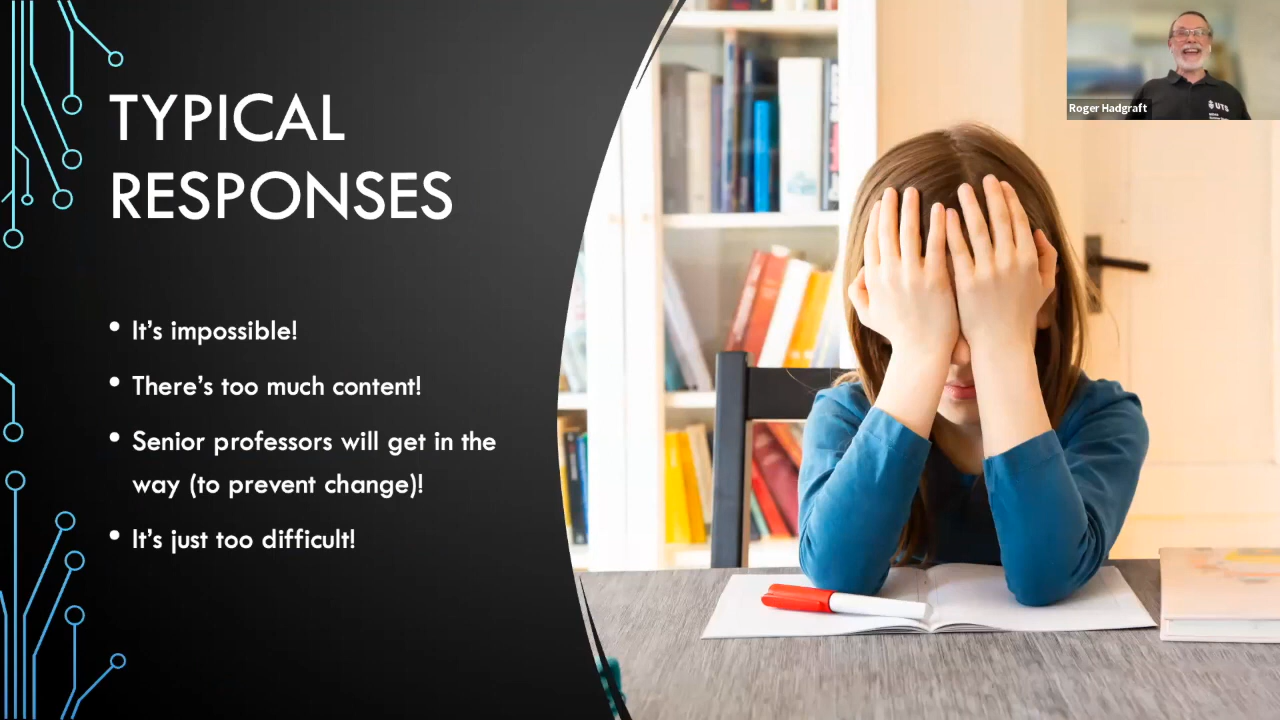 TYPICAL
RESPONSES
• It's impossible!
• There's too much content!
• Senior professors will get in the
way (to prevent change)!
• It's just too difficult!
Roger Hadgraft
UTS